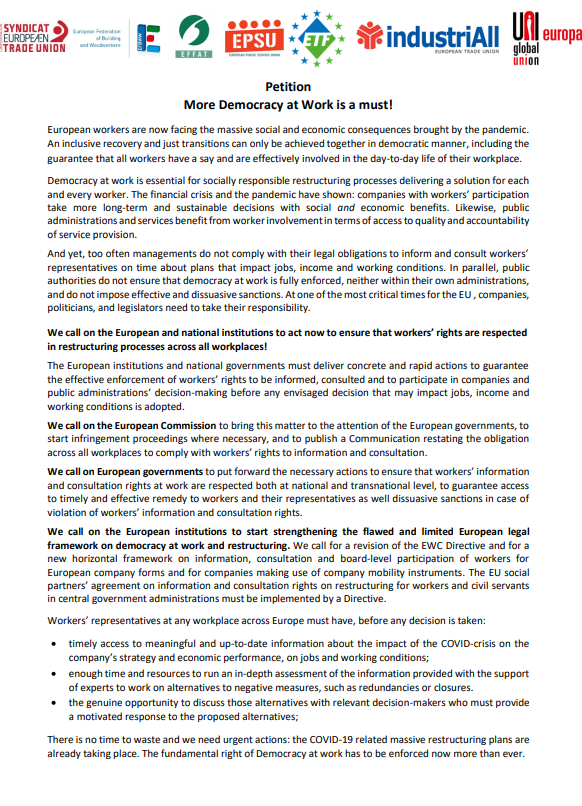 SYNDICAT
EUROPEAN
TRADE UNION
European Federation
of Building
and Woodworkers
EFFAT
EPSU
EUROPEAN PUBLIC SERVICE UNION
ETF
industriAll
EUROPEAN TRADE UNION
UNI
global
union
europa
Petition
More Democracy at Work is a must!
European workers are now facing the massive social and economic consequences brought by the pandemic.
An inclusive recovery and just transitions can only be achieved together in democratic manner, including the
guarantee that all workers have a say and are effectively involved in the day-to-day life of their workplace.
Democracy at work is essential for socially responsible restructuring processes delivering a solution for each
and every worker. The financial crisis and the pandemic have shown: companies with workers' participation
take more long-term and sustainable decisions with social and economic benefits. Likewise, public
administrations and services benefit from worker involvement in terms of access to quality and accountability
of service provision.
And yet, too often managements do not comply with their legal obligations to inform and consult workers'
representatives on time about plans that impact jobs, income and working conditions. In parallel, public
authorities do not ensure that democracy at work is fully enforced, neither within their own administrations,
and do not impose effective and dissuasive sanctions. At one of the most critical times for the EU , companies,
politicians, and legislators need to take their responsibility.
We call on the European and national institutions to act now to ensure that workers' rights are respected
in restructuring processes across all workplaces!
The European institutions and national governments must deliver concrete and rapid actions to guarantee
the effective enforcement of workers' rights to be informed, consulted and to participate in companies and
public administrations' decision-making before any envisaged decision that may impact jobs, income and
working conditions is adopted.
We call on the European Commission to bring this matter to the attention of the European governments, to
start infringement proceedings where necessary, and to publish a Communication restating the obligation
across all workplaces to comply with workers' rights to information and consultation.
We call on European governments to put forward the necessary actions to ensure that workers' information
and consultation rights at work are respected both at national and transnational level, to guarantee access
to timely and effective remedy to workers and their representatives as well dissuasive sanctions in case of
violation of workers' information and consultation rights.
We call on the European institutions to start strengthening the flawed and limited European legal
framework on democracy at work and restructuring. We call for a revision of the EWC Directive and for a
new horizontal framework on information, consultation and board-level participation of workers for
European company forms and for companies making use of company mobility instruments. The EU social
partners' agreement on information and consultation rights on restructuring for workers and civil servants
in central government administrations must be implemented by a Directive.
Workers' representatives at any workplace across Europe must have, before any decision is taken:
• timely access to meaningful and up-to-date information about the impact of the COVID-crisis on the
company's strategy and economic performance, on jobs and working conditions;
• enough time and resources to run an in-depth assessment of the information provided with the support
of experts to work on alternatives to negative measures, such as redundancies or closures.
• the genuine opportunity to discuss those alternatives with relevant decision-makers who must provide
a motivated response to the proposed alternatives;
There is no time to waste and we need urgent actions: the COVID-19 related massive restructuring plans are
already taking place. The fundamental right of Democracy at work has to be enforced now more than ever.